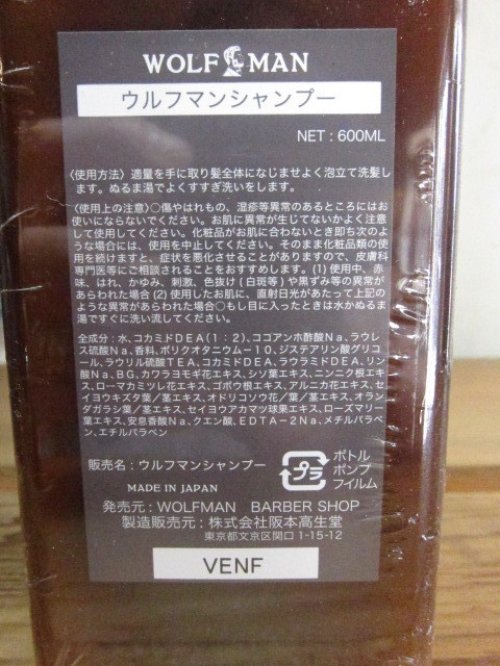 WOLF MAN
ウルフマンシャンプー
NET : 600ML
〈使用方法〉適量を手に取り髪全体になじませよく泡立て洗髪し
ます。ぬるま湯でよくすすぎ洗いをします。
〈使用上の注意〉○傷やはれもの、湿疹等異常のあるところにはお
使いにならないでください。お肌に異常が生じてないかよく注意
して使用してください。化粧品がお肌に合わないとき即ち次のよ
うな場合には、使用を中止してください。そのまま化粧品類の使
用を続けますと、症状を悪化させることがありますので、皮膚科
専門医等にご相談されることをおすすめします。(1) 使用中、赤
味、はれ、かゆみ、刺激、色抜け(白斑等)や黒ずみ等の異常が
あらわれた場合 (2) 使用したお肌に、直射日光があたって上記の
ような異常があらわれた場合○もし目に入ったときは水かぬるま
湯ですぐに洗い流してください。
全成分:水、コカミドDEA(1:2)、ココアンホ酢酸Na、ラウレ
ス硫酸Na、香料、ポリクオタニウム-10、ジステアリン酸グリコ
ール、ラウリル硫酸TEA、コカミドDEA、ラウラミドDEA、リン
酸Na、BG、カワラヨモギ花エキス、シソ葉エキス、ニンニク根エキ
ス、ローマカミツレ花エキス、ゴボウ根エキス、アルニカ花エキス、セ
イヨウキズタ葉/茎エキス、オドリコソウ花/葉/茎エキス、オラン
ダガラシ葉/茎エキス、セイヨウアカマツ球果エキス、ローズマリー
葉エキス、安息香酸Na、クエン酸、EDTA-2Na、メチルパラベ
ン、エチルパラベン
販売名:ウルフマンシャンプー
MADE IN JAPAN
プラ
ボトル
ポンプ
フィルム
発売元:WOLFMAN BARBER SHOP
製造販売元:株式会社阪本高生堂
東京都文京区関口 1-15-12
VENF